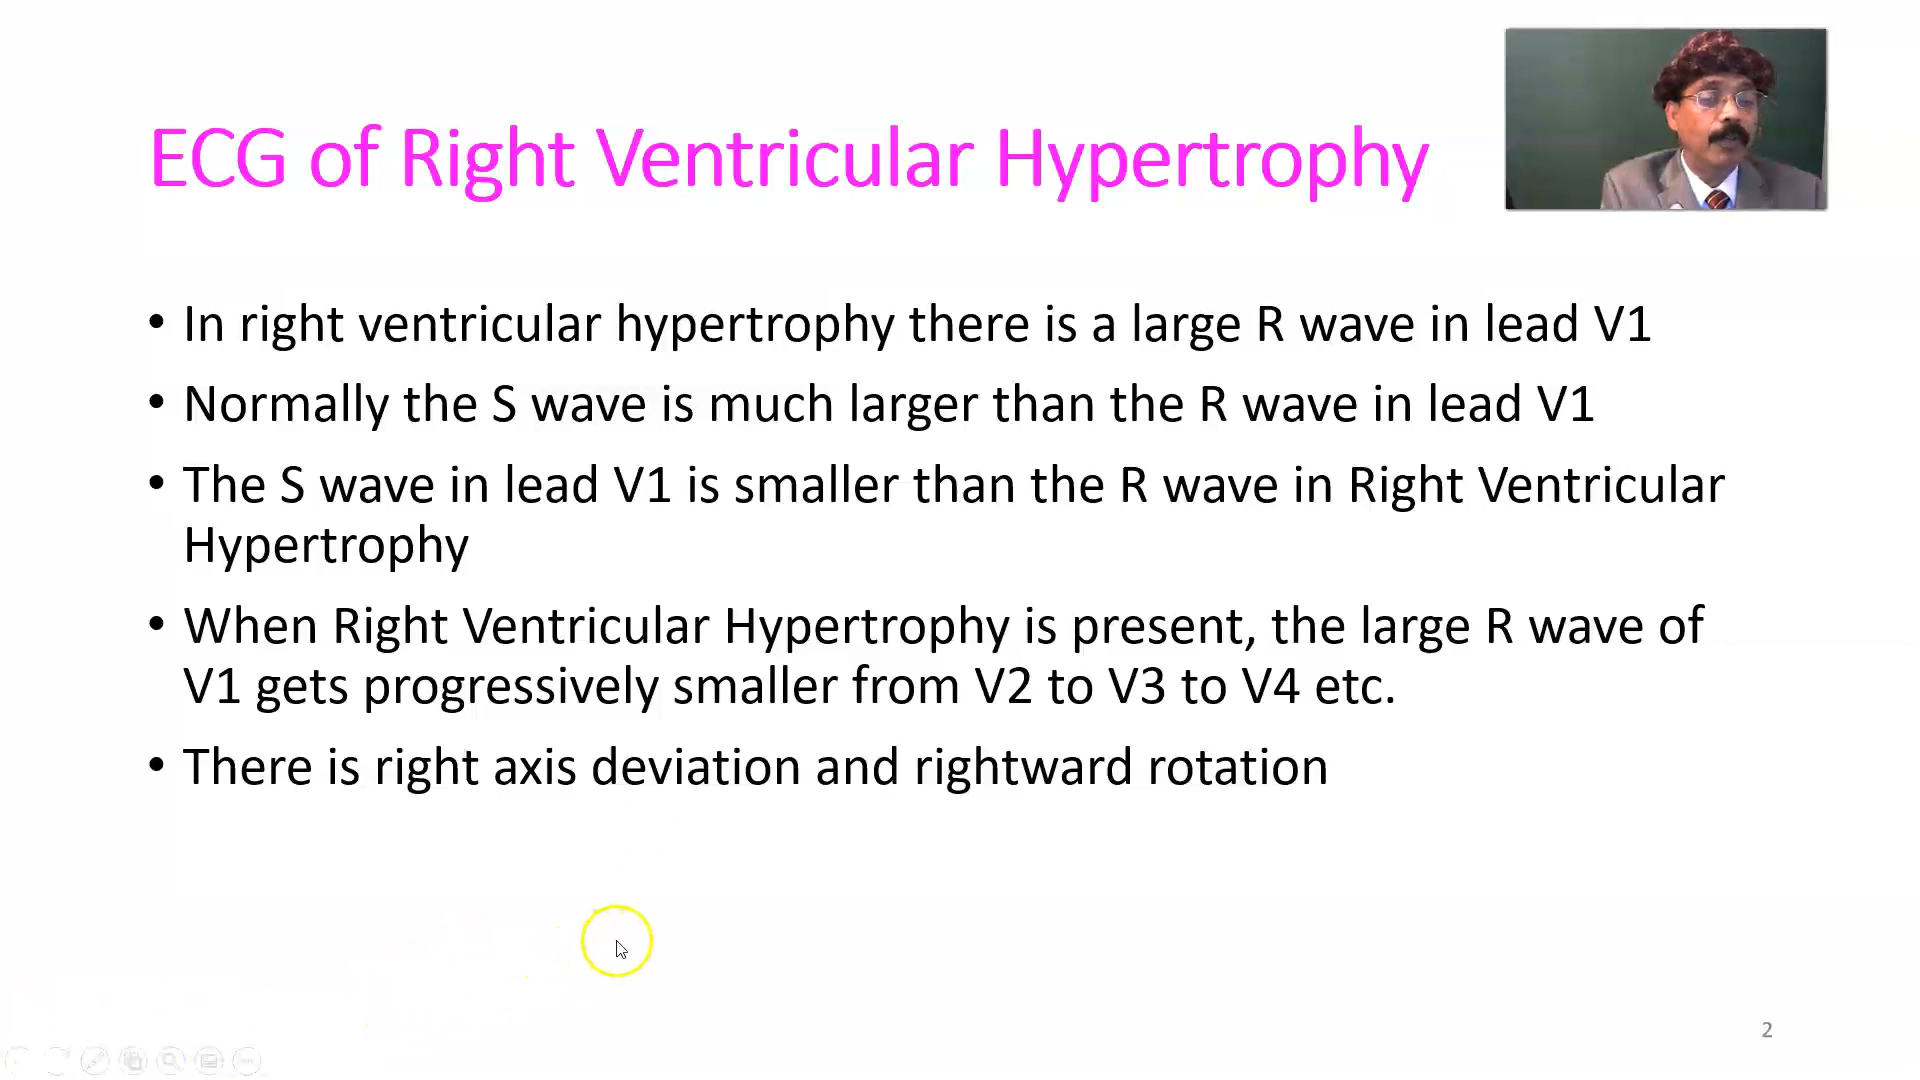 ECG of Right Ventricular Hypertrophy
• In right ventricular hypertrophy there is a large R wave in lead V1
• Normally the S wave is much larger than the R wave in lead V1
• The S wave in lead V1 is smaller than the R wave in Right Ventricular
Hypertrophy
• When Right Ventricular Hypertrophy is present, the large R wave of
V1 gets progressively smaller from V2 to V3 to V4 etc.
• There is right axis deviation and rightward rotation
2